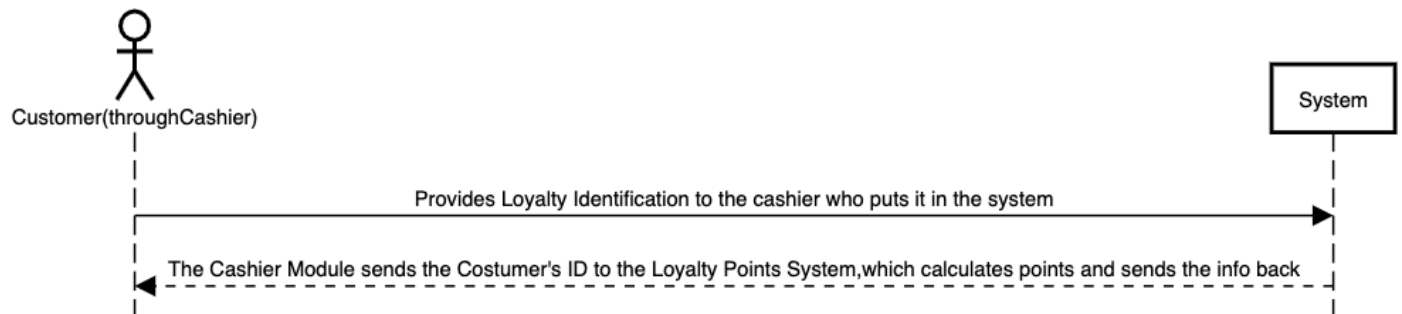 Customer(throughCashier)
System
Provides Loyalty Identification to the cashier who puts it in the system
The Cashier Module sends the Costumer's ID to the Loyalty Points System,which calculates points and sends the info back